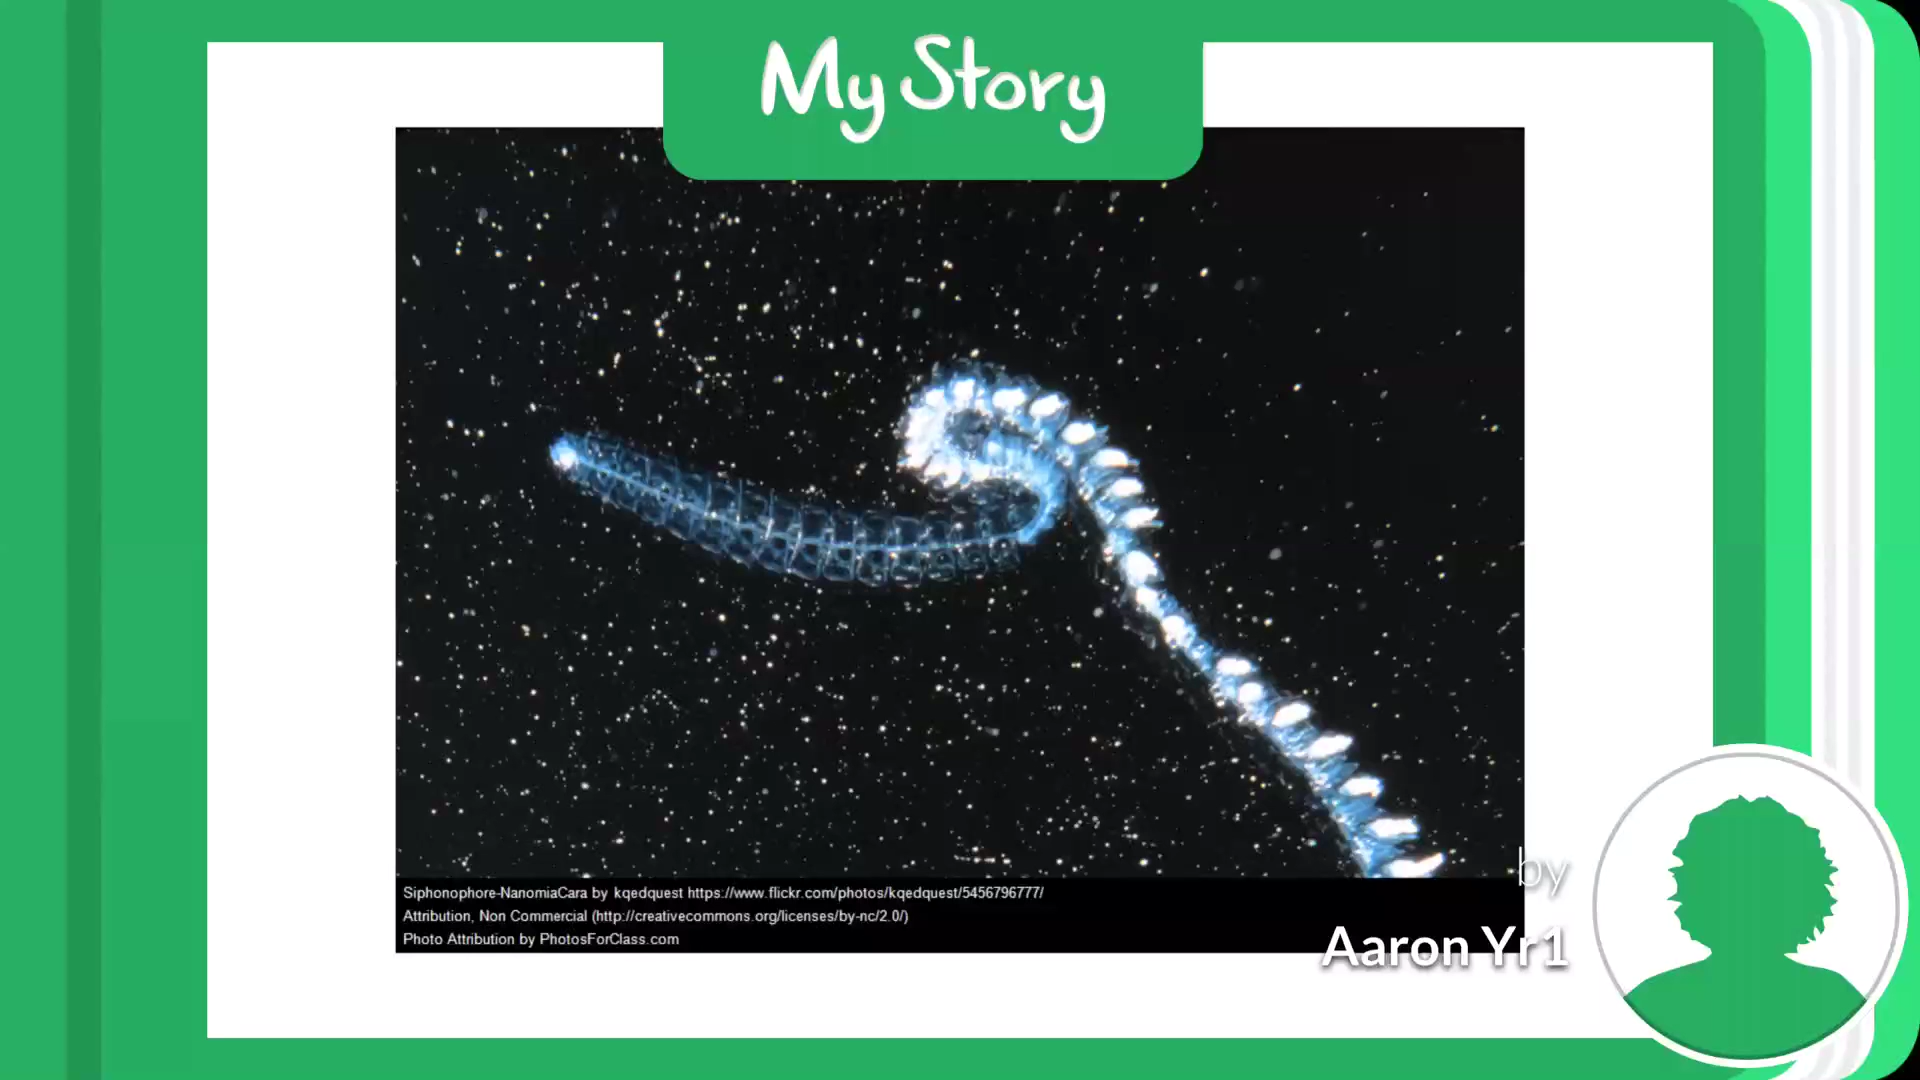 My Story
Siphonophore-NanomiaCara by kqedquest https://www.flickr.com/photos/kqedquest/5456796777/
Attribution, Non Commercial (http://creativecommons.org/licenses/by-nc/2.0/)
Photo Attribution by PhotosForClass.com
by
Aaron Yr1